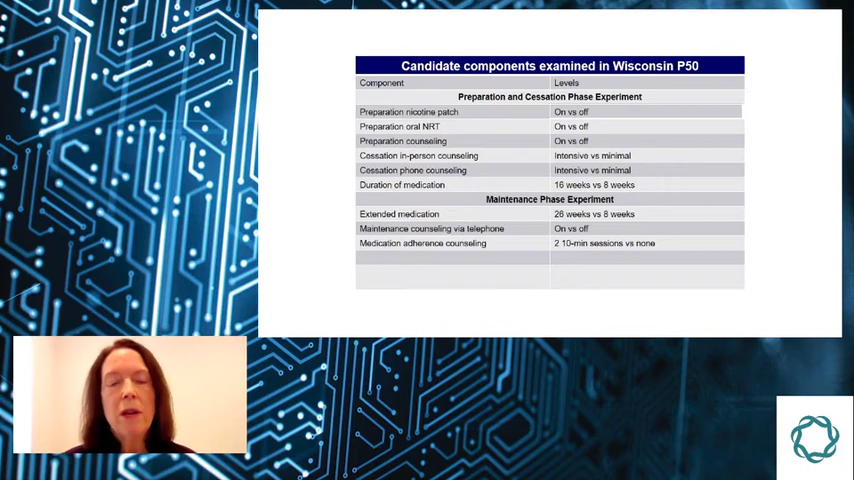 Candidate components examined in Wisconsin P50
Component Levels
Preparation and Cessation Phase Experiment
Preparation nicotine patch On vs off
Preparation oral NRT On vs off
Preparation counseling On vs off
Cessation in-person counseling Intensive vs minimal
Cessation phone counseling Intensive vs minimal
Duration of medication 16 weeks vs 8 weeks
Maintenance Phase Experiment
Extended medication 26 weeks vs 8 weeks
Maintenance counseling via telephone On vs off
Medication adherence counseling 2 10-min sessions vs none